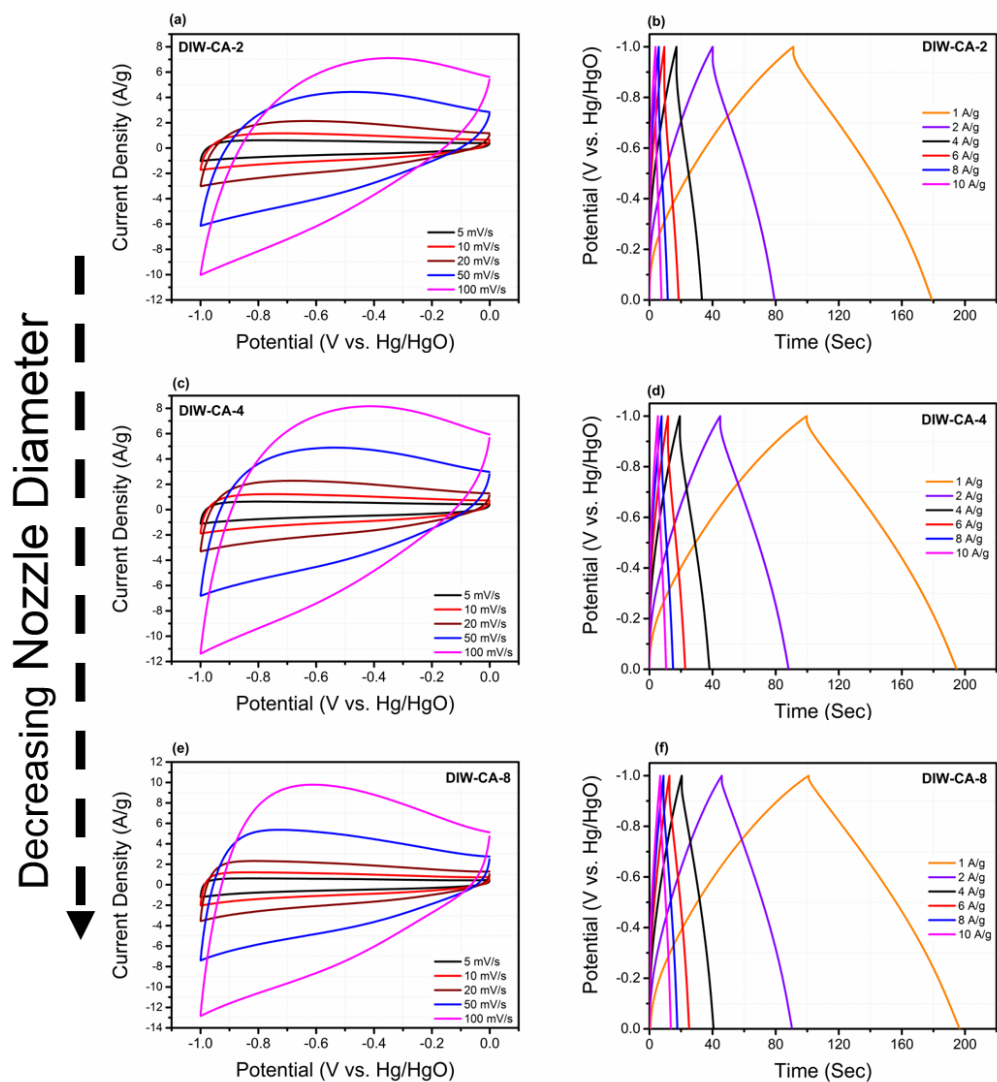 Decreasing Nozzle Diameter
(a)
DIW-CA-2
Current Density (A/g)
8
6
4
2
0
-2
-4
-6
-8
-10
-12
5 mV/s
10 mV/s
20 mV/s
50 mV/s
100 mV/s
-1.0 -0.8 -0.6 -0.4 -0.2 0.0
Potential (V vs. Hg/HgO)
(b)
DIW-CA-2
Potential (V vs. Hg/HgO)
-1.0
-0.8
-0.6
-0.4
-0.2
0.0
1 A/g
2 A/g
4 A/g
6 A/g
8 A/g
10 A/g
0 40 80 120 160 200
Time (Sec)
(c)
DIW-CA-4
Current Density (A/g)
8
6
4
2
0
-2
-4
-6
-8
-10
-12
5 mV/s
10 mV/s
20 mV/s
50 mV/s
100 mV/s
-1.0 -0.8 -0.6 -0.4 -0.2 0.0
Potential (V vs. Hg/HgO)
(d)
DIW-CA-4
Potential (V vs. Hg/HgO)
-1.0
-0.8
-0.6
-0.4
-0.2
0.0
1 A/g
2 A/g
4 A/g
6 A/g
8 A/g
10 A/g
0 40 80 120 160 200
Time (Sec)
(e)
DIW-CA-8
Current Density (A/g)
12
10
8
6
4
2
0
-2
-4
-6
-8
-10
-12
-14
5 mV/s
10 mV/s
20 mV/s
50 mV/s
100 mV/s
-1.0 -0.8 -0.6 -0.4 -0.2 0.0
Potential (V vs. Hg/HgO)
(f)
DIW-CA-8
Potential (V vs. Hg/HgO)
-1.0
-0.8
-0.6
-0.4
-0.2
0.0
1 A/g
2 A/g
4 A/g
6 A/g
8 A/g
10 A/g
0 40 80 120 160 200
Time (Sec)